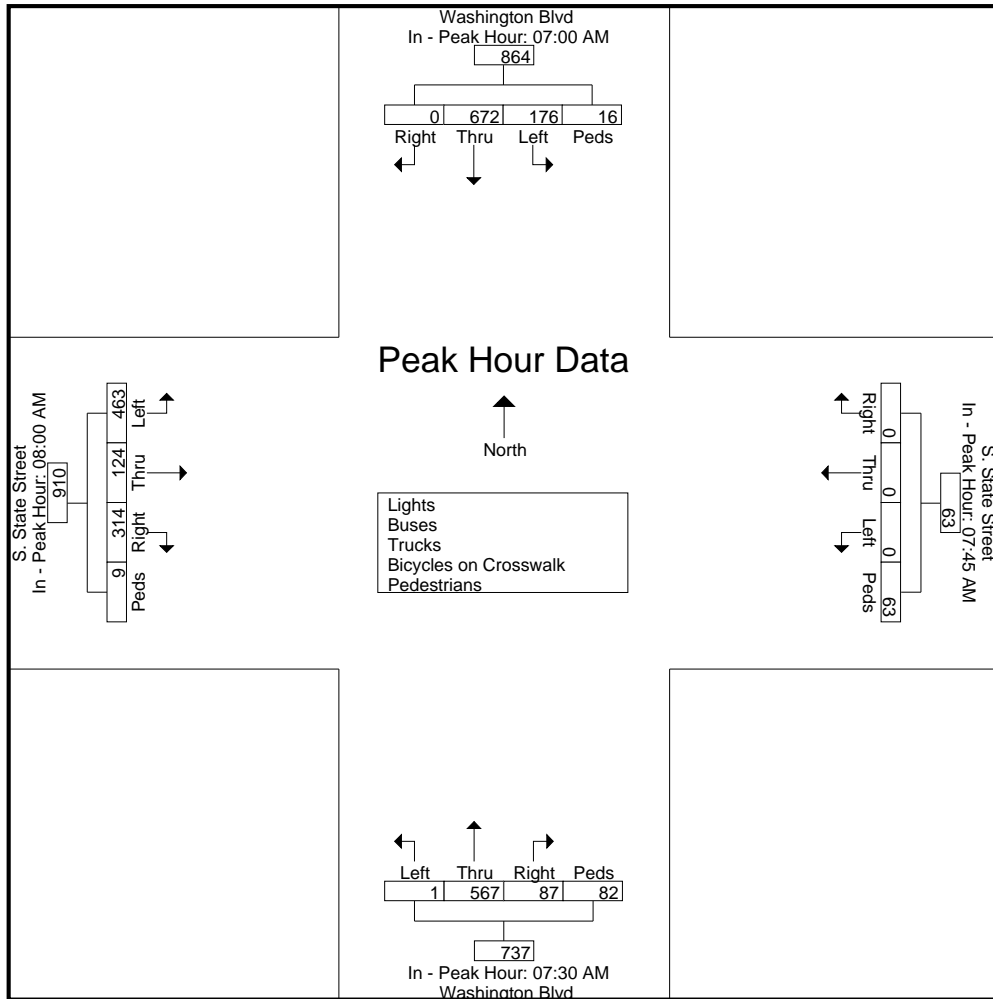 Washington Blvd
In - Peak Hour: 07:00 AM
864
0 672 176 16
Right Thru Left Peds
Peak Hour Data
North
Lights
Buses
Trucks
Bicycles on Crosswalk
Pedestrians
S. State Street
In - Peak Hour: 08:00 AM
910
463 124 314 9
Left Thru Right Peds
S. State Street
In - Peak Hour: 07:45 AM
63
0 0 0 63
Right Thru Left Peds
Left Thru Right Peds
1 567 87 82
737
In - Peak Hour: 07:30 AM
Washington Blvd